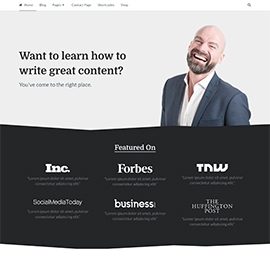 Home Blog Pages Contact Page Shortcodes Shop
Want to learn how to
write great content?
You've come to the right place.
Featured On
Inc. Forbes TNW
"Lorem ipsum dolor sit amet, pulvinar "Lorem ipsum dolor sit amet, pulvinar "Lorem ipsum dolor sit amet, pulvinar
consectetur adipiscing elit." consectetur adipiscing elit." consectetur adipiscing elit."
SocialMediaToday business THE
HUFFINGTON
POST
"Lorem ipsum dolor sit amet, pulvinar "Lorem ipsum dolor sit amet, pulvinar "Lorem ipsum dolor sit amet, pulvinar
consectetur adipiscing elit." consectetur adipiscing elit." consectetur adipiscing elit."